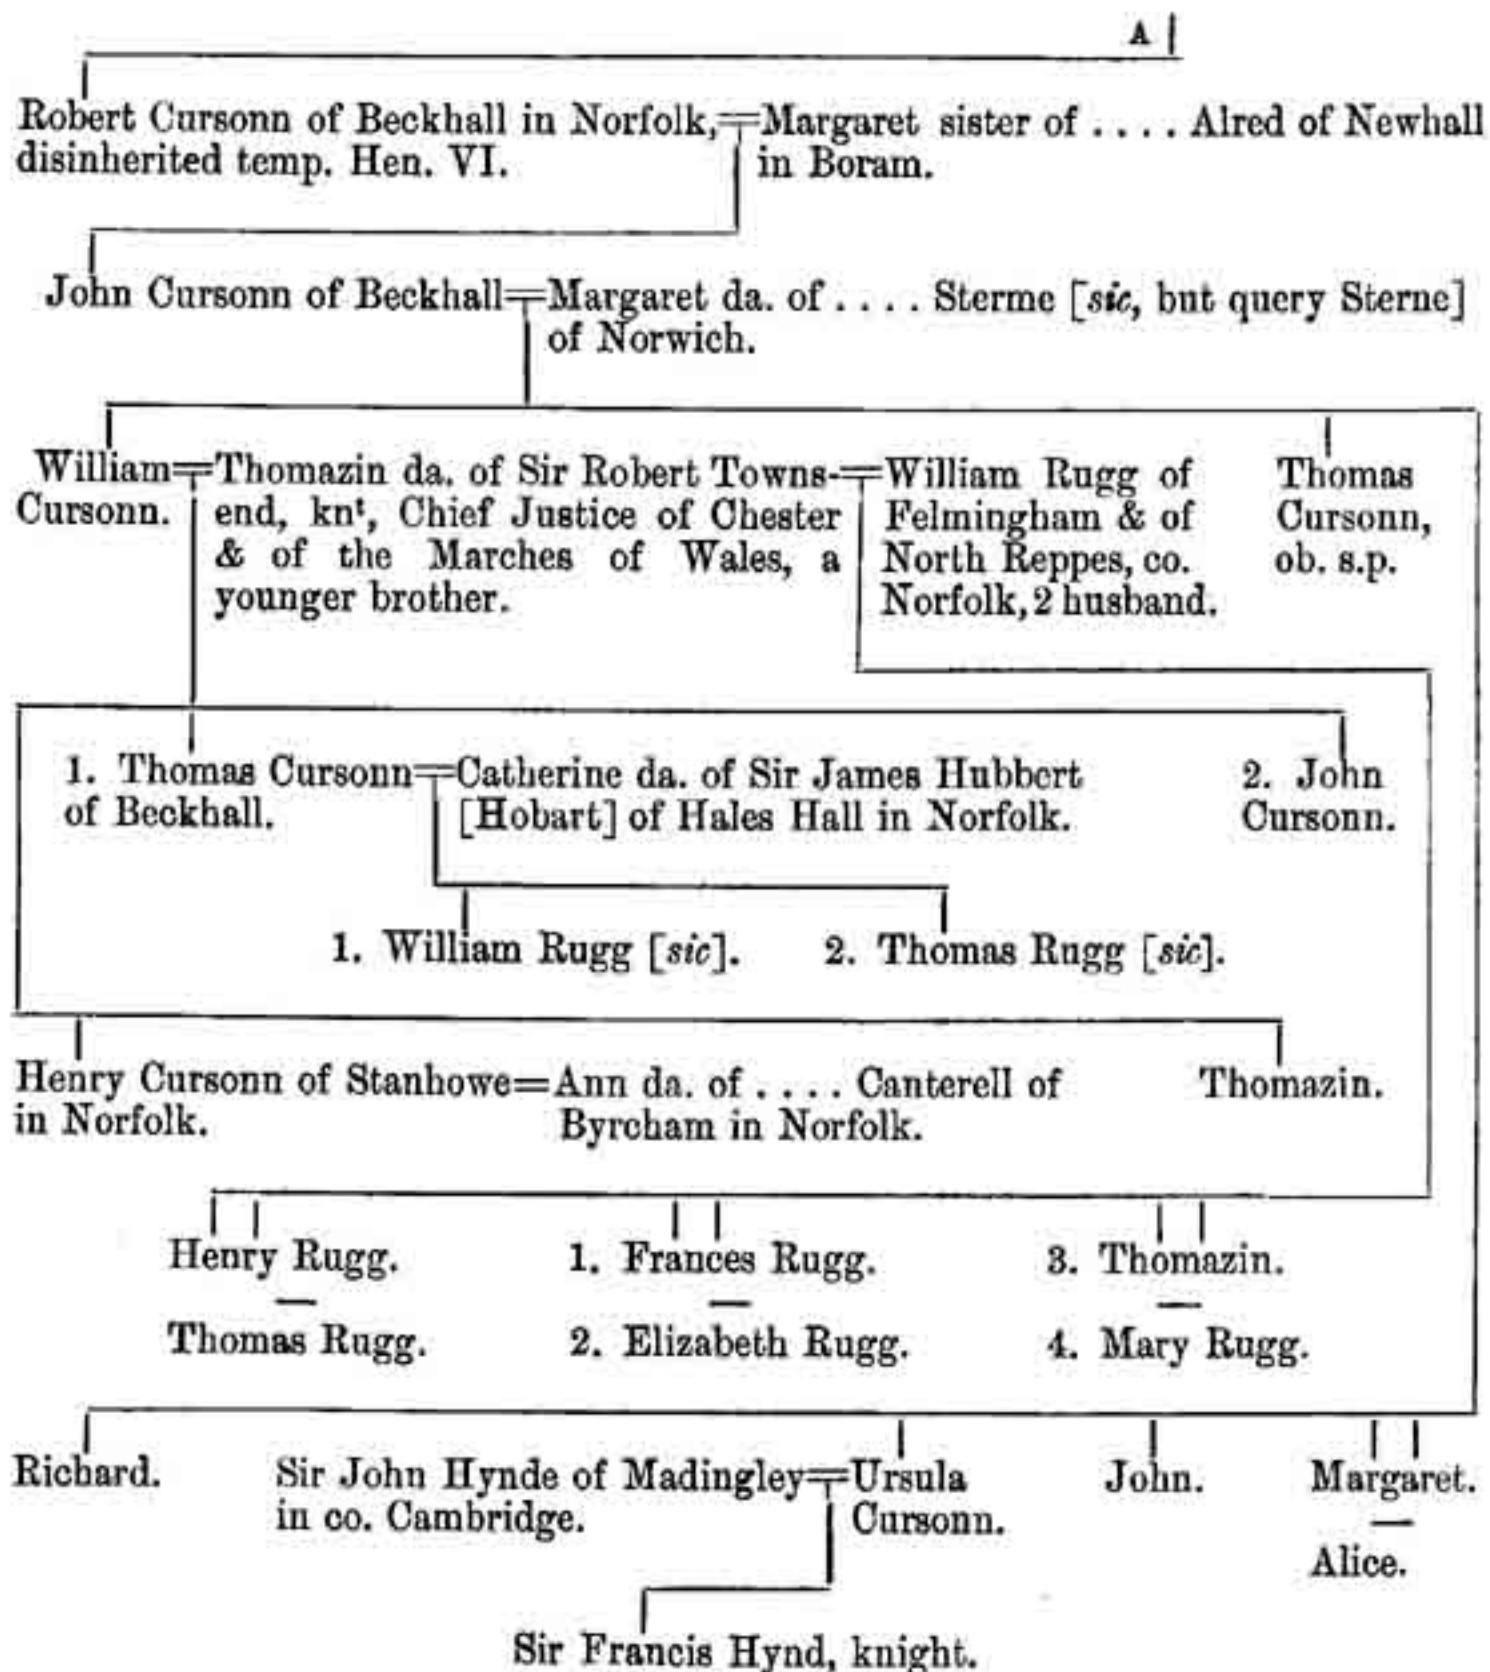 A
Robert Cursonn of Beckhall in Norfolk,
disinherited temp. Hen. VI.
Margaret sister of .... Alred of Newhall
in Boram.
John Cursonn of Beckhall
Margaret da. of .... Sterme [sic, but query Sterne]
of Norwich.
William
Cursonn.
Thomazin da. of Sir Robert Towns-
end, knᵗ, Chief Justice of Chester
& of the Marches of Wales, a
younger brother.
William Rugg of
Felmingham & of
North Reppes, co.
Norfolk, 2 husband.
Thomas
Cursonn,
ob. s.p.
1. Thomas Cursonn
of Beckhall.
Catherine da. of Sir James Hubbert
[Hobart] of Hales Hall in Norfolk.
2. John
Cursonn.
1. William Rugg [sic].
2. Thomas Rugg [sic].
Henry Cursonn of Stanhowe
in Norfolk.
Ann da. of .... Canterell of
Byrcham in Norfolk.
Thomazin.
Henry Rugg.
Thomas Rugg.
1. Frances Rugg.
2. Elizabeth Rugg.
3. Thomazin.
4. Mary Rugg.
Richard.
Sir John Hynde of Madingley
in co. Cambridge.
Ursula
Cursonn.
John.
Margaret.
Alice.
Sir Francis Hynd, knight.